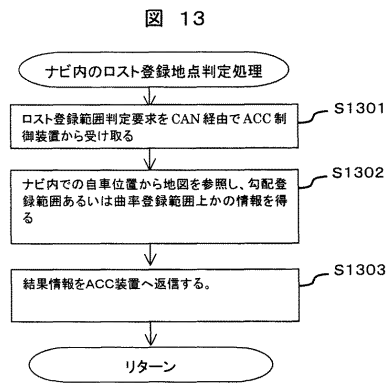 図 13
ナビ内のロスト登録地点判定処理
S1301
ロスト登録範囲判定要求をCAN経由でACC制
御装置から受け取る
S1302
ナビ内での自車位置から地図を参照し、勾配登
録範囲あるいは曲率登録範囲上かの情報を得
る
S1303
結果情報をACC装置へ返信する。
リターン